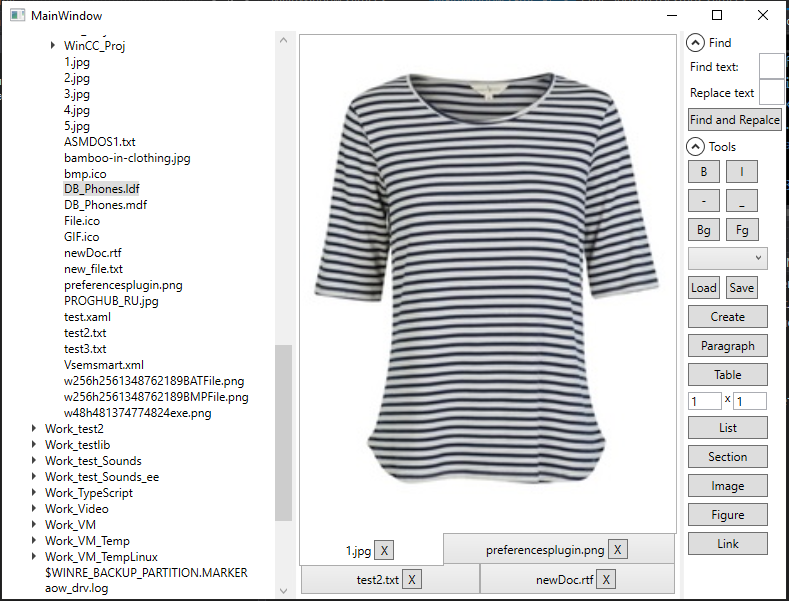 MainWindow
WinCC_Proj
1.jpg
2.jpg
3.jpg
4.jpg
5.jpg
ASMDOS1.txt
bamboo-in-clothing.jpg
bmp.ico
DB_Phones.ldf
DB_Phones.mdf
File.ico
GIF.ico
newDoc.rtf
new_file.txt
preferencesplugin.png
PROGHUB_RU.jpg
test.xaml
test2.txt
test3.txt
Vsemsmart.xml
w256h2561348762189BATFile.png
w256h2561348762189BMPFile.png
w48h481374774824exe.png
Work_test2
Work_testlib
Work_test_Sounds
Work_test_Sounds_ee
Work_TypeScript
Work_Video
Work_VM
Work_VM_Temp
Work_VM_TempLinux
$WINRE_BACKUP_PARTITION.MARKER
aow_drv.log
1.jpg X
preferencesplugin.png X
test2.txt X
newDoc.rtf X
Find
Find text:
Replace text
Find and Repalce
Tools
B I
- _
Bg Fg
Load Save
Create
Paragraph
Table
1 x 1
List
Section
Image
Figure
Link